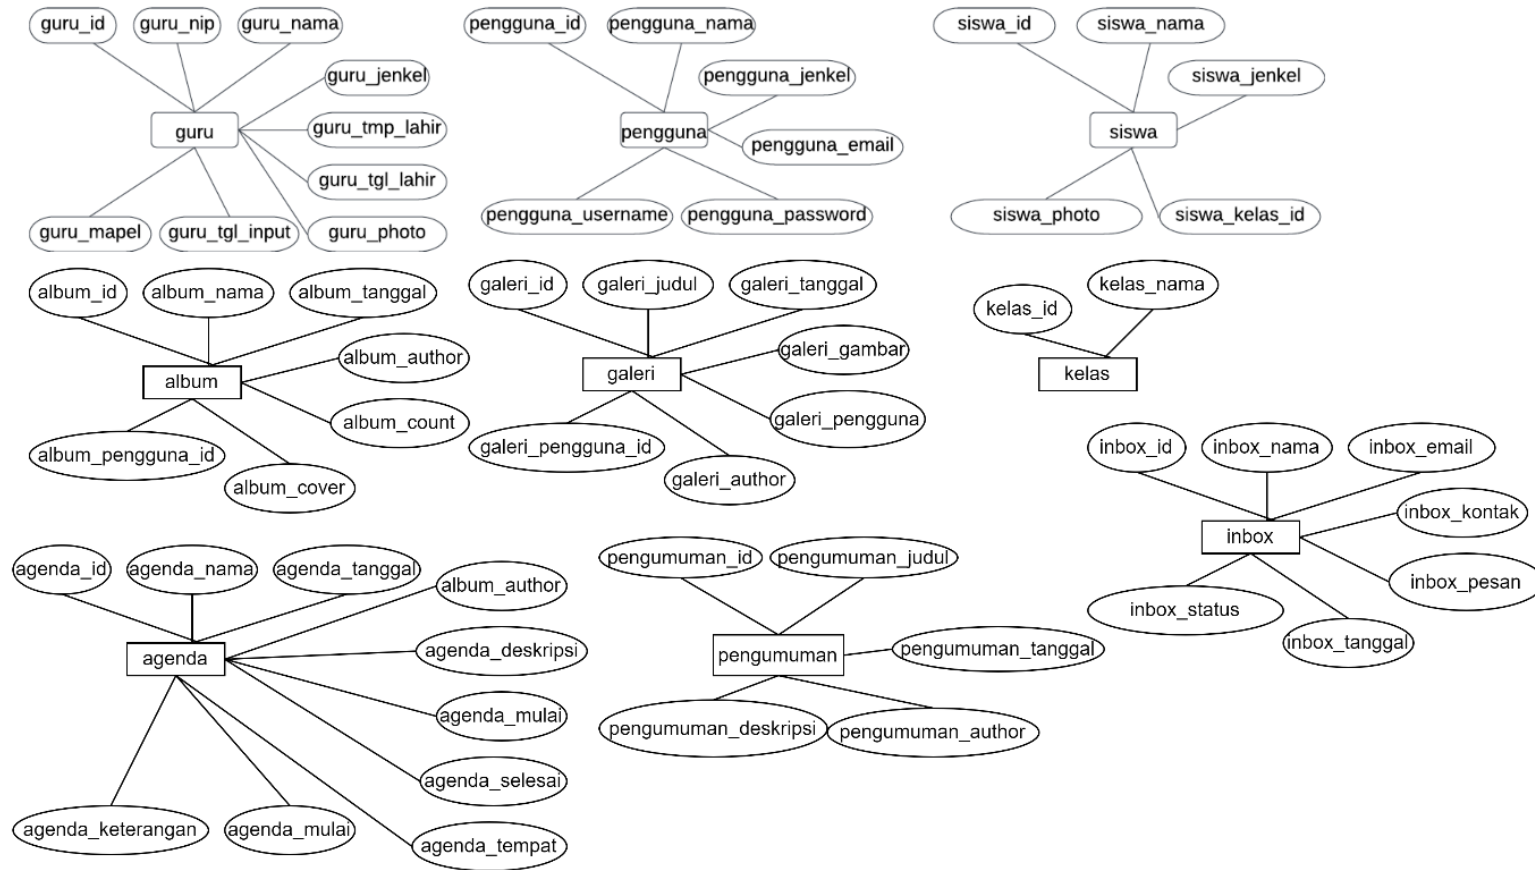 guru_id
guru_nip
guru_nama
guru_jenkel
guru_tmp_lahir
guru_tgl_lahir
guru
guru_mapel
guru_tgl_input
guru_photo
pengguna_id
pengguna_nama
pengguna_jenkel
pengguna_email
pengguna
pengguna_username
pengguna_password
siswa_id
siswa_nama
siswa_jenkel
siswa
siswa_photo
siswa_kelas_id
album_id
album_nama
album_tanggal
album_author
album
album_count
album_pengguna_id
album_cover
galeri_id
galeri_judul
galeri_tanggal
galeri_gambar
galeri
galeri_pengguna
galeri_pengguna_id
galeri_author
kelas_id
kelas_nama
kelas
inbox_id
inbox_nama
inbox_email
inbox_kontak
inbox
inbox_pesan
inbox_status
inbox_tanggal
agenda_id
agenda_nama
agenda_tanggal
album_author
agenda_deskripsi
agenda
agenda_mulai
agenda_selesai
agenda_keterangan
agenda_mulai
agenda_tempat
pengumuman_id
pengumuman_judul
pengumuman
pengumuman_tanggal
pengumuman_deskripsi
pengumuman_author